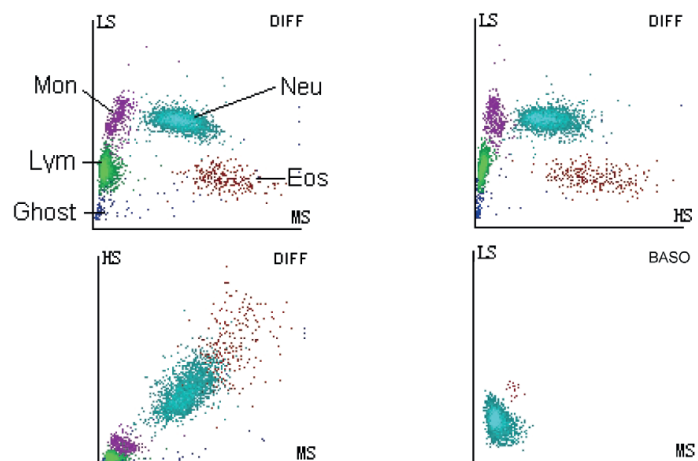 LS DIFF
Mon
Neu
Lym
Eos
Ghost
MS
LS DIFF
HS
HS DIFF
MS
LS BASO
MS